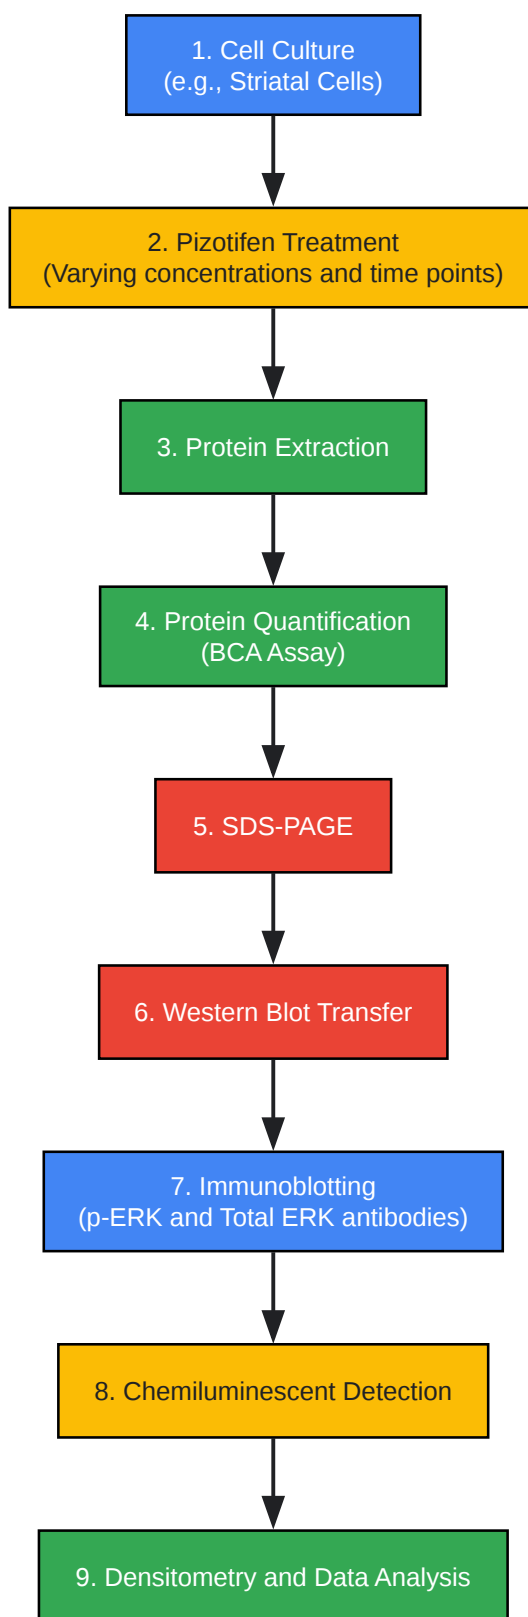 1. Cell Culture
(e.g., Striatal Cells)
2. Pizotifen Treatment
(Varying concentrations and time points)
3. Protein Extraction
4. Protein Quantification
(BCA Assay)
5. SDS-PAGE
6. Western Blot Transfer
7. Immunoblotting
(p-ERK and Total ERK antibodies)
8. Chemiluminescent Detection
9. Densitometry and Data Analysis